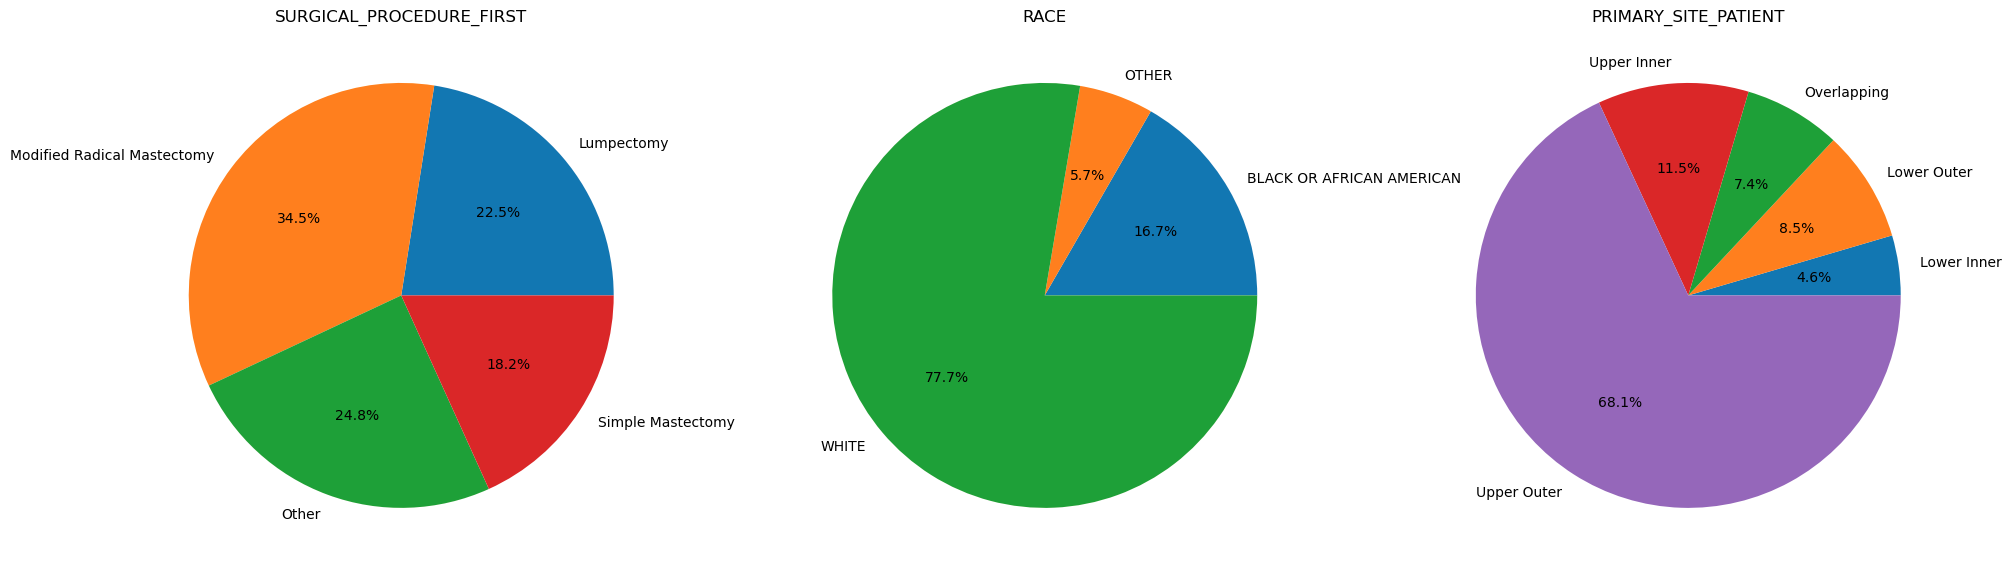 SURGICAL_PROCEDURE_FIRST
Lumpectomy
22.5%
Modified Radical Mastectomy
34.5%
Other
24.8%
Simple Mastectomy
18.2%
RACE
BLACK OR AFRICAN AMERICAN
16.7%
OTHER
5.7%
WHITE
77.7%
PRIMARY_SITE_PATIENT
Lower Inner
4.6%
Lower Outer
8.5%
Overlapping
7.4%
Upper Inner
11.5%
Upper Outer
68.1%